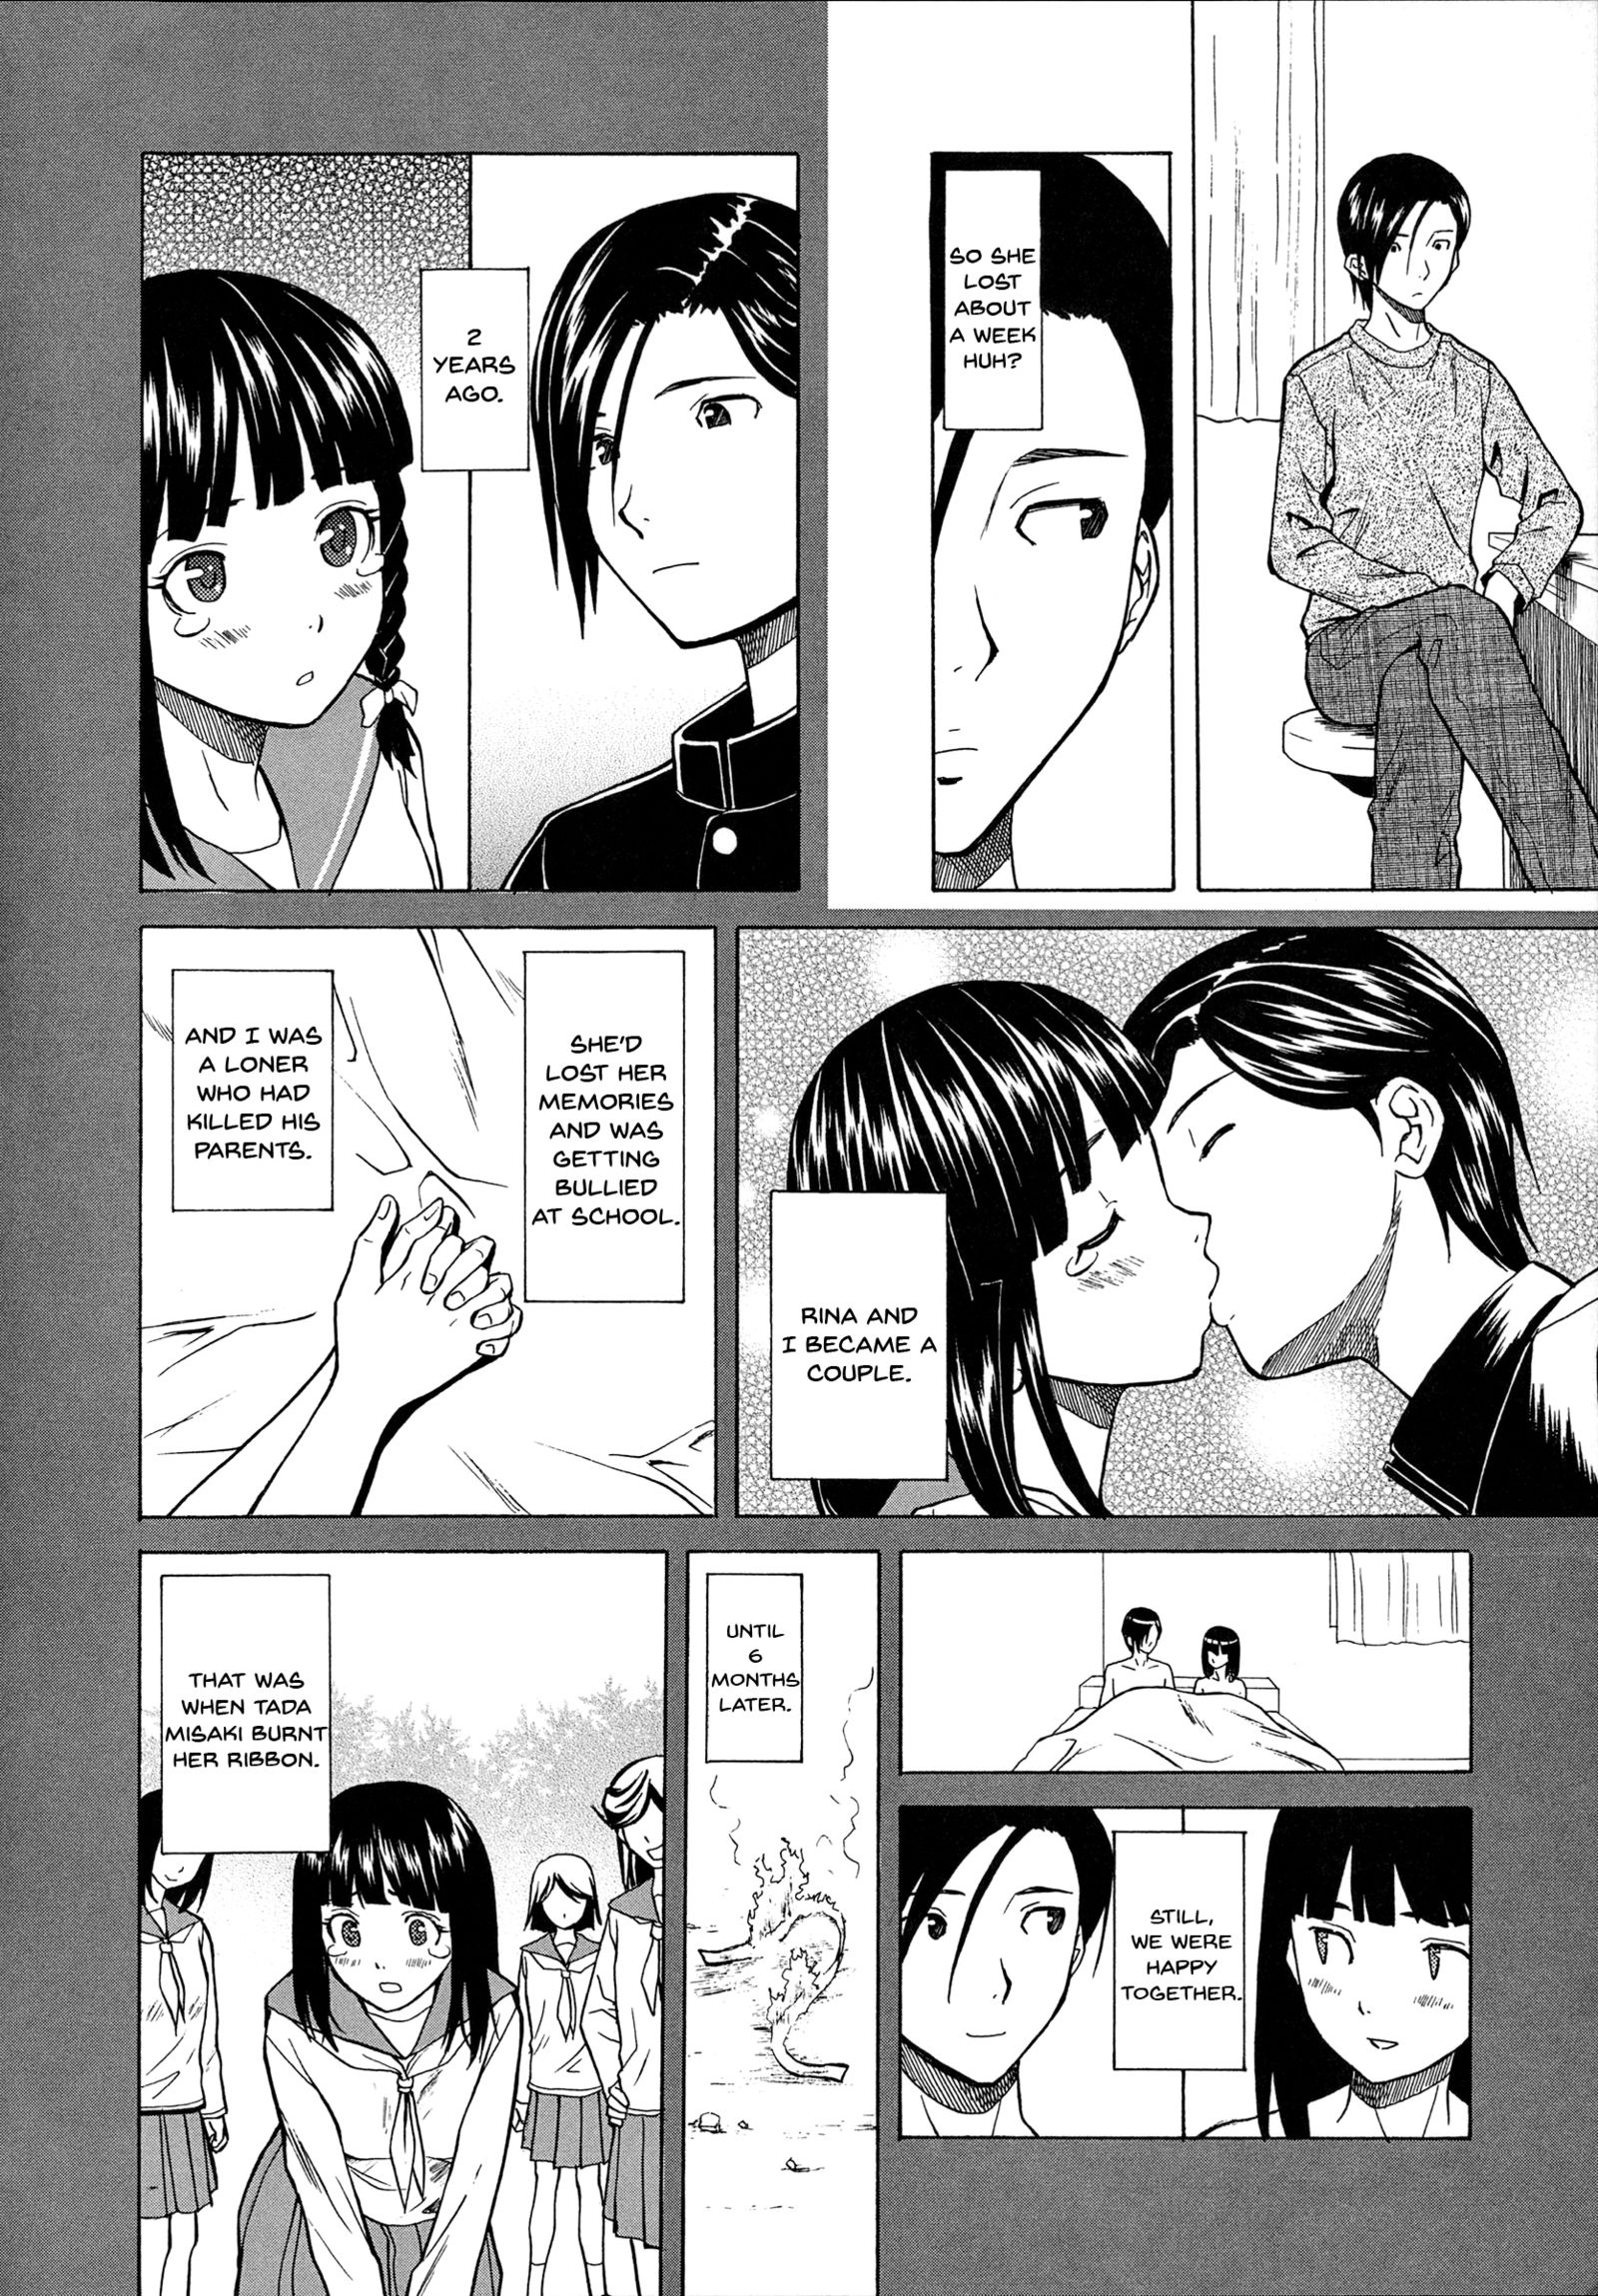 SO SHE
LOST
ABOUT
A WEEK
HUH?
2
YEARS
AGO.
RINA AND
I BECAME A
COUPLE.
SHE'D
LOST HER
MEMORIES
AND WAS
GETTING
BULLIED
AT SCHOOL.
AND I WAS
A LONER
WHO HAD
KILLED HIS
PARENTS.
STILL,
WE WERE
HAPPY
TOGETHER.
UNTIL
6
MONTHS
LATER.
THAT WAS
WHEN TADA
MISAKI BURNT
HER RIBBON.